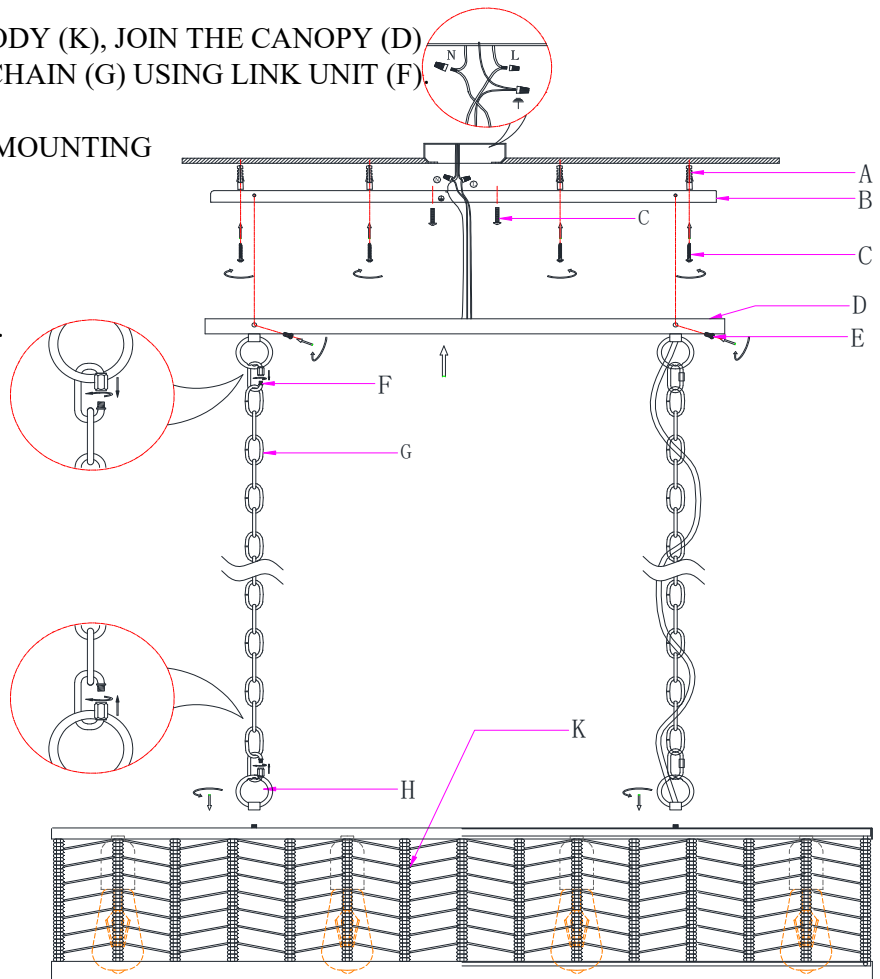 ODY (K), JOIN THE CANOPY (D)
CHAIN (G) USING LINK UNIT (F).
N L
MOUNTING
A
B
C
C
D
.
E
F
G
K
H